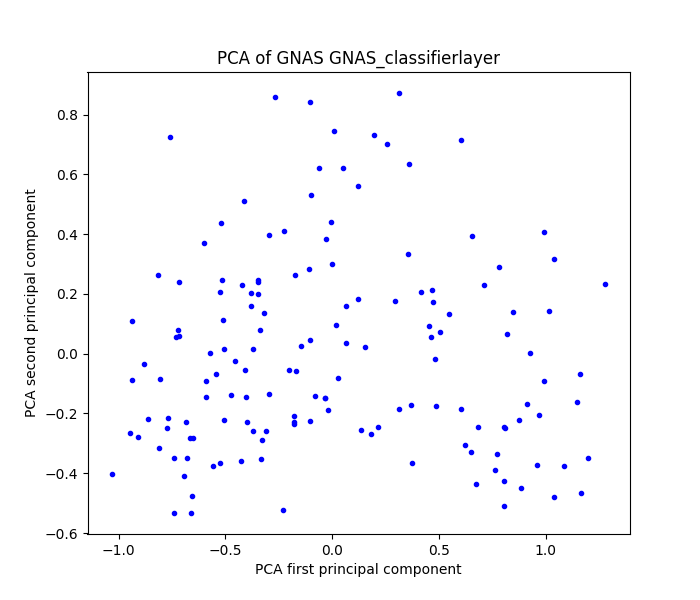 PCA of GNAS GNAS_classifierlayer
PCA second principal component
0.8
0.6
0.4
0.2
0.0
−0.2
−0.4
−0.6
−1.0 −0.5 0.0 0.5 1.0
PCA first principal component